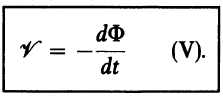 𝒱 = -dΦ/dt (V).